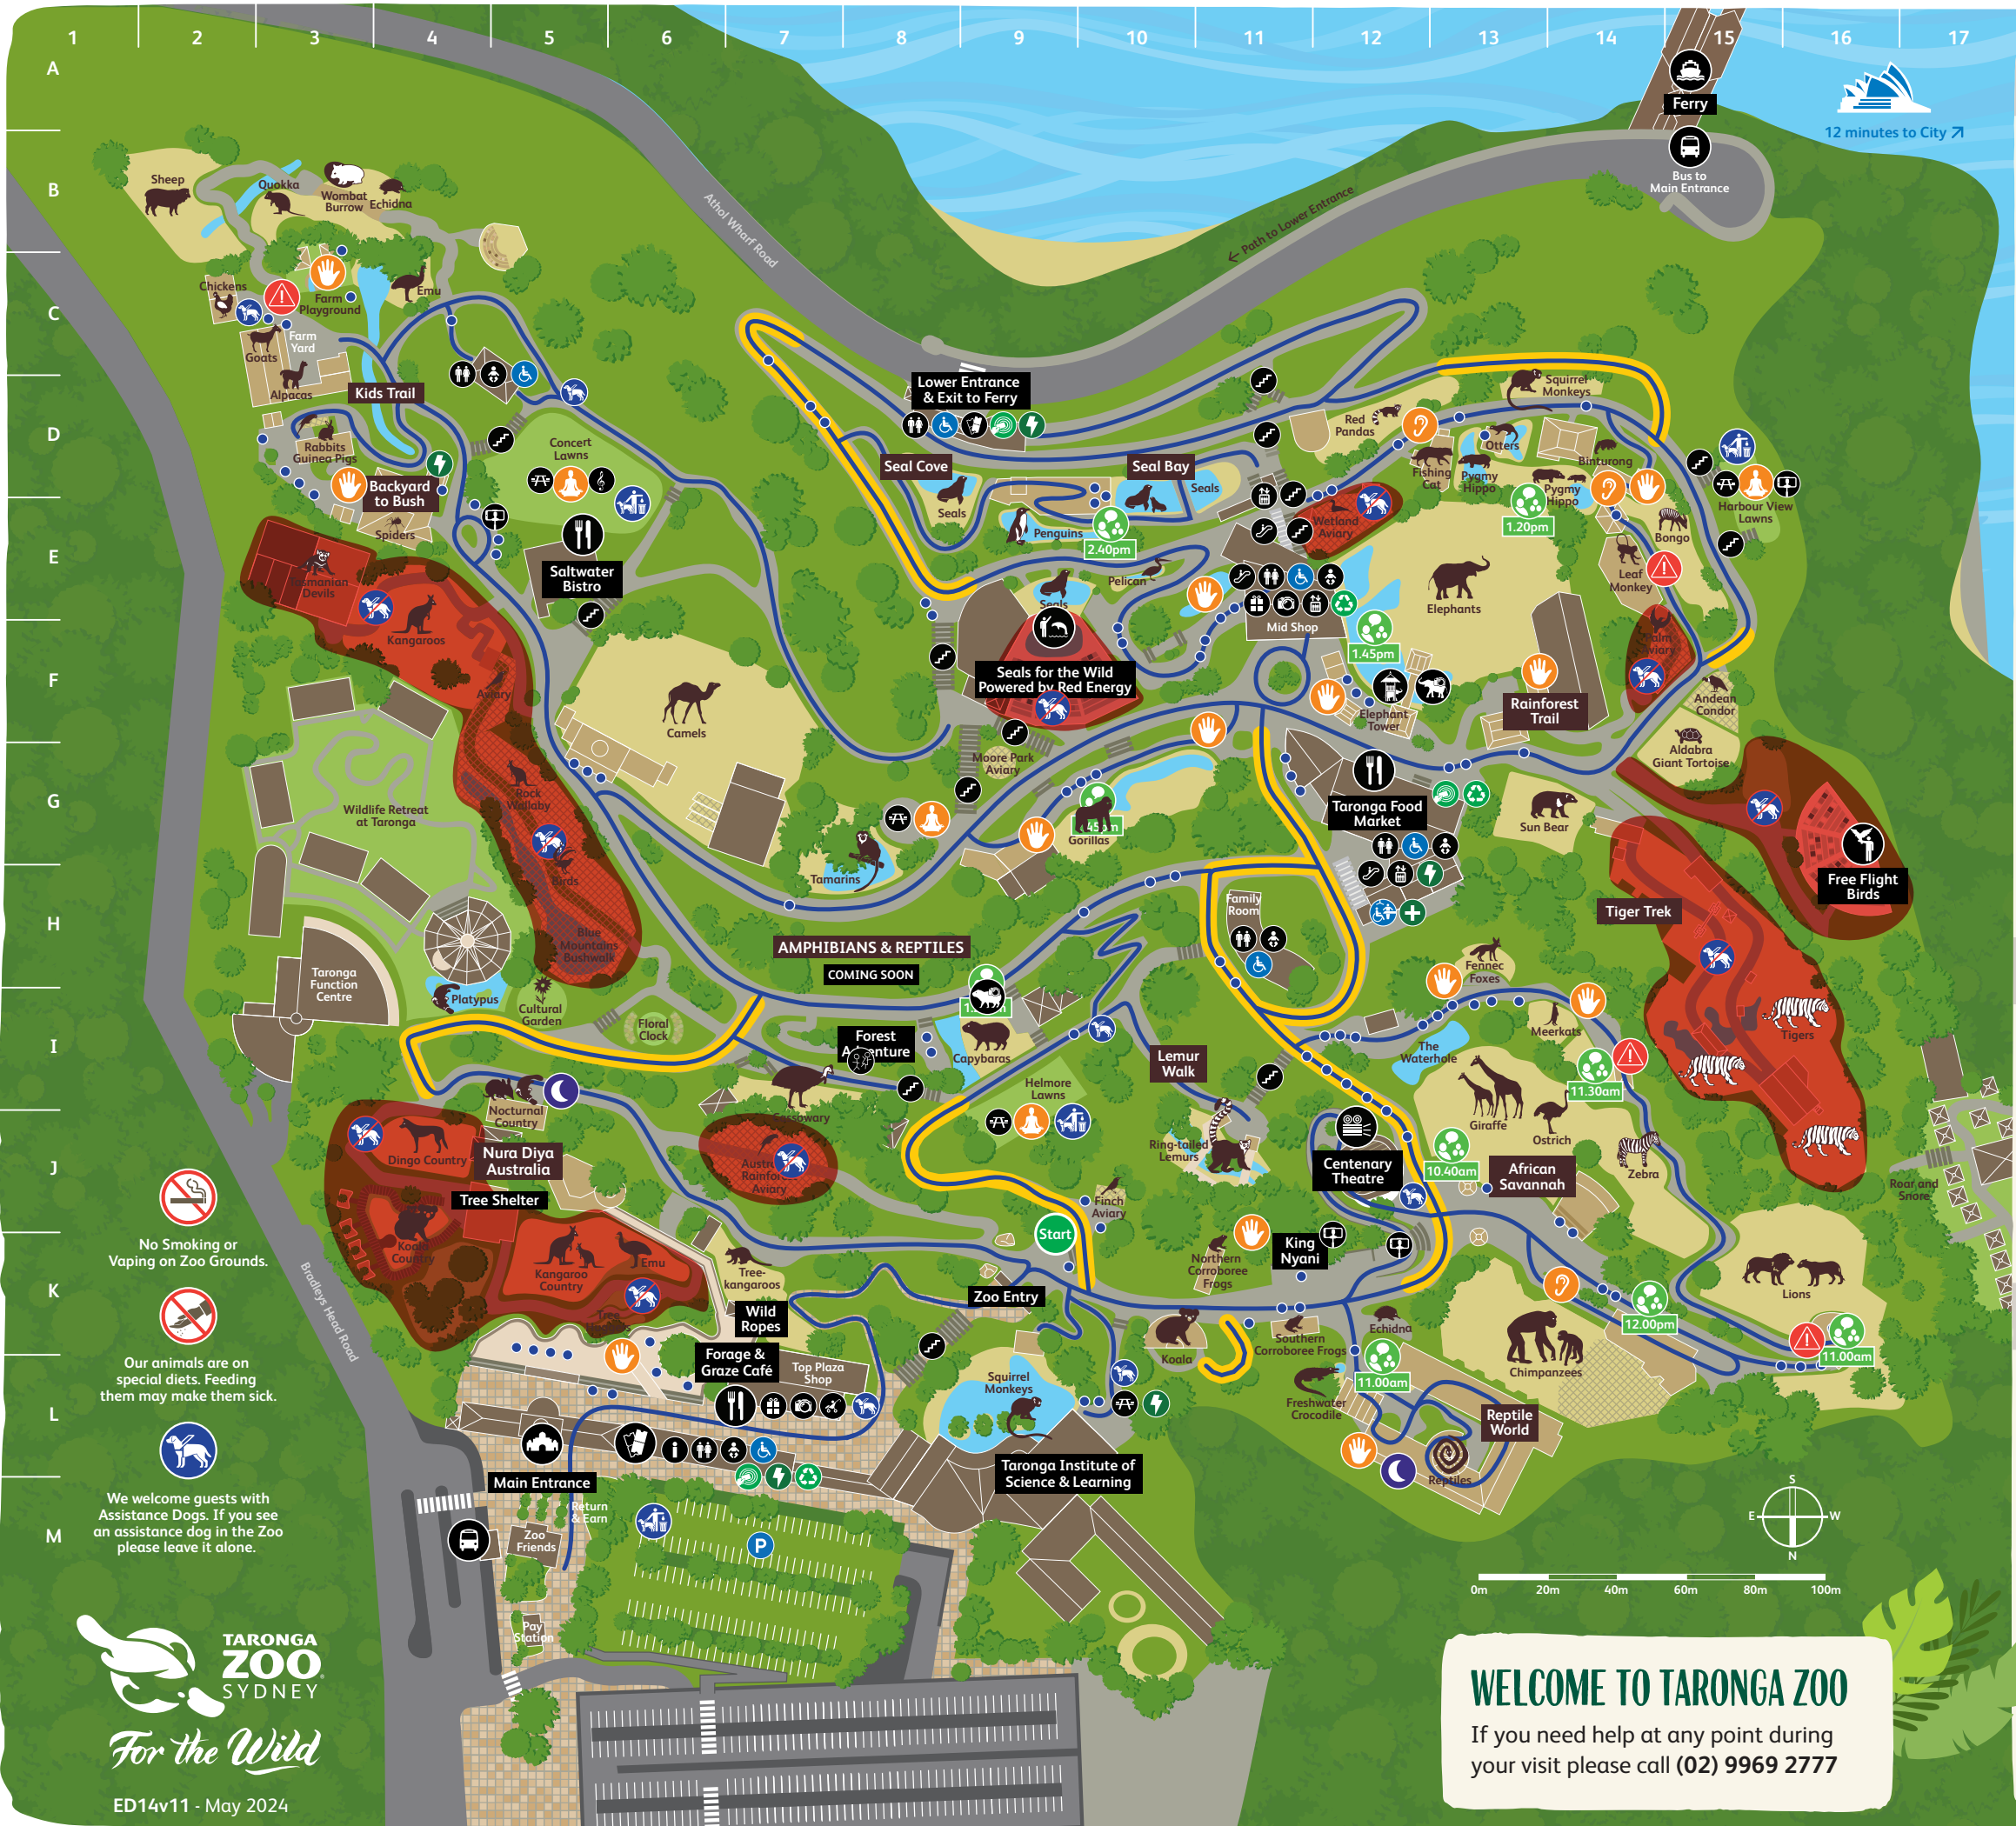 1 2 3 4 5 6 7 8 9 10 11 12 13 14 15 16 17
A
Ferry
12 minutes to City
Bus to
Main Entrance
B
Sheep
Quokka
Wombat
Burrow
Echidna
Athol Wharf Road
Path to Lower Entrance
C
Chickens
Farm
Playground
Emu
Farm
Yard
Goats
Alpacas
Kids Trail
Lower Entrance
& Exit to Ferry
Squirrel
Monkeys
D
Rabbits
Guinea Pigs
Concert
Lawns
Seal Cove
Seal Bay
Red
Pandas
Otters
Fishing
Cat
Pygmy
Hippo
Binturong
Pygmy
Hippo
Backyard
to Bush
Seals
Seals
Harbour View
Lawns
1.20pm
E
Spiders
Penguins
2.40pm
Wetland
Aviary
Bongo
Leaf
Monkey
Tasmanian
Devils
Saltwater
Bistro
Pelican
Seals
Elephants
Mid Shop
Kangaroos
1.45pm
Palm
Aviary
F
Aviary
Seals for the Wild
Powered by Red Energy
Camels
Elephant
Tower
Rainforest
Trail
Andean
Condor
Moore Park
Aviary
Aldabra
Giant Tortoise
G
Rock
Wallaby
Wildlife Retreat
at Taronga
Gorillas
Taronga Food
Market
Sun Bear
Birds
Tamarins
Free Flight
Birds
H
Family
Room
Tiger Trek
Blue
Mountains
Bushwalk
AMPHIBIANS & REPTILES
COMING SOON
Fennec
Foxes
Taronga
Function
Centre
Platypus
Cultural
Garden
Floral
Clock
Meerkats
Tigers
I
Forest
Adventure
Capybaras
Lemur
Walk
The
Waterhole
11.30am
Helmore
Lawns
Nocturnal
Country
Cassowary
Giraffe
Ostrich
J
Dingo Country
Nura Diya
Australia
Tree Shelter
Australian
Rainforest
Aviary
Ring-tailed
Lemurs
Centenary
Theatre
10.40am
African
Savannah
Zebra
Roar and
Snore
No Smoking or
Vaping on Zoo Grounds.
Koala
Country
Finch
Aviary
Start
K
Kangaroo
Country
Emu
Tree-
kangaroos
Northern
Corroboree
Frogs
King
Nyani
Lions
Bradleys Head Road
Zoo Entry
Wild
Ropes
Echidna
12.00pm
Southern
Corroboree Frogs
Koala
11.00am
Our animals are on
special diets. Feeding
them may make them sick.
Forage &
Graze Café
Top Plaza
Shop
11.00am
Chimpanzees
L
Squirrel
Monkeys
Freshwater
Crocodile
Reptile
World
Reptiles
Main Entrance
Taronga Institute of
Science & Learning
We welcome guests with
Assistance Dogs. If you see
an assistance dog in the Zoo
please leave it alone.
M
Return
& Earn
Zoo
Friends
P
S
E W
N
0m 20m 40m 60m 80m 100m
Pay
Station
TARONGA
ZOO
SYDNEY
For the Wild
ED14v11 - May 2024
WELCOME TO TARONGA ZOO
If you need help at any point during
your visit please call (02) 9969 2777